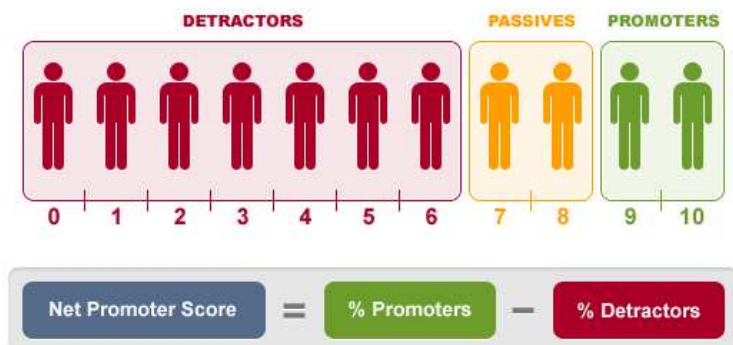 DETRACTORS PASSIVES PROMOTERS
0 1 2 3 4 5 6 7 8 9 10
Net Promoter Score = % Promoters − % Detractors